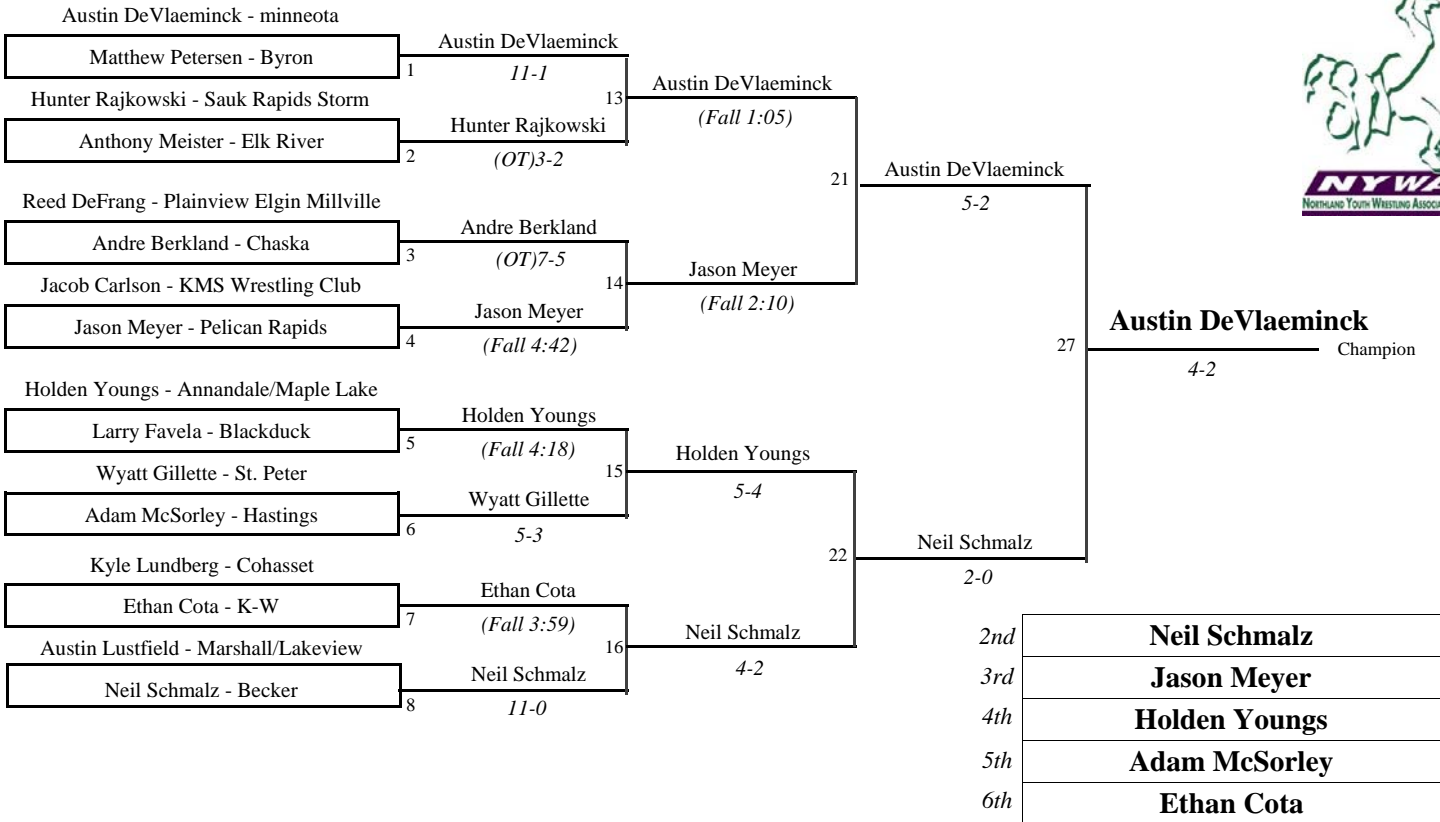 Austin DeVlaeminck - minneota
Matthew Petersen - Byron
1
Austin DeVlaeminck
11-1
Hunter Rajkowski - Sauk Rapids Storm
Anthony Meister - Elk River
2
Hunter Rajkowski
(OT)3-2
13
Austin DeVlaeminck
(Fall 1:05)
Reed DeFrang - Plainview Elgin Millville
Andre Berkland - Chaska
3
Andre Berkland
(OT)7-5
Jacob Carlson - KMS Wrestling Club
Jason Meyer - Pelican Rapids
4
Jason Meyer
(Fall 4:42)
14
Jason Meyer
(Fall 2:10)
21
Austin DeVlaeminck
5-2
Holden Youngs - Annandale/Maple Lake
Larry Favela - Blackduck
5
Holden Youngs
(Fall 4:18)
Wyatt Gillette - St. Peter
Adam McSorley - Hastings
6
Wyatt Gillette
5-3
15
Holden Youngs
5-4
Kyle Lundberg - Cohasset
Ethan Cota - K-W
7
Ethan Cota
(Fall 3:59)
Austin Lustfield - Marshall/Lakeview
Neil Schmalz - Becker
8
Neil Schmalz
11-0
16
Neil Schmalz
4-2
22
Neil Schmalz
2-0
27
Austin DeVlaeminck
Champion
4-2
2nd Neil Schmalz
3rd Jason Meyer
4th Holden Youngs
5th Adam McSorley
6th Ethan Cota
NYWA
Northland Youth Wrestling